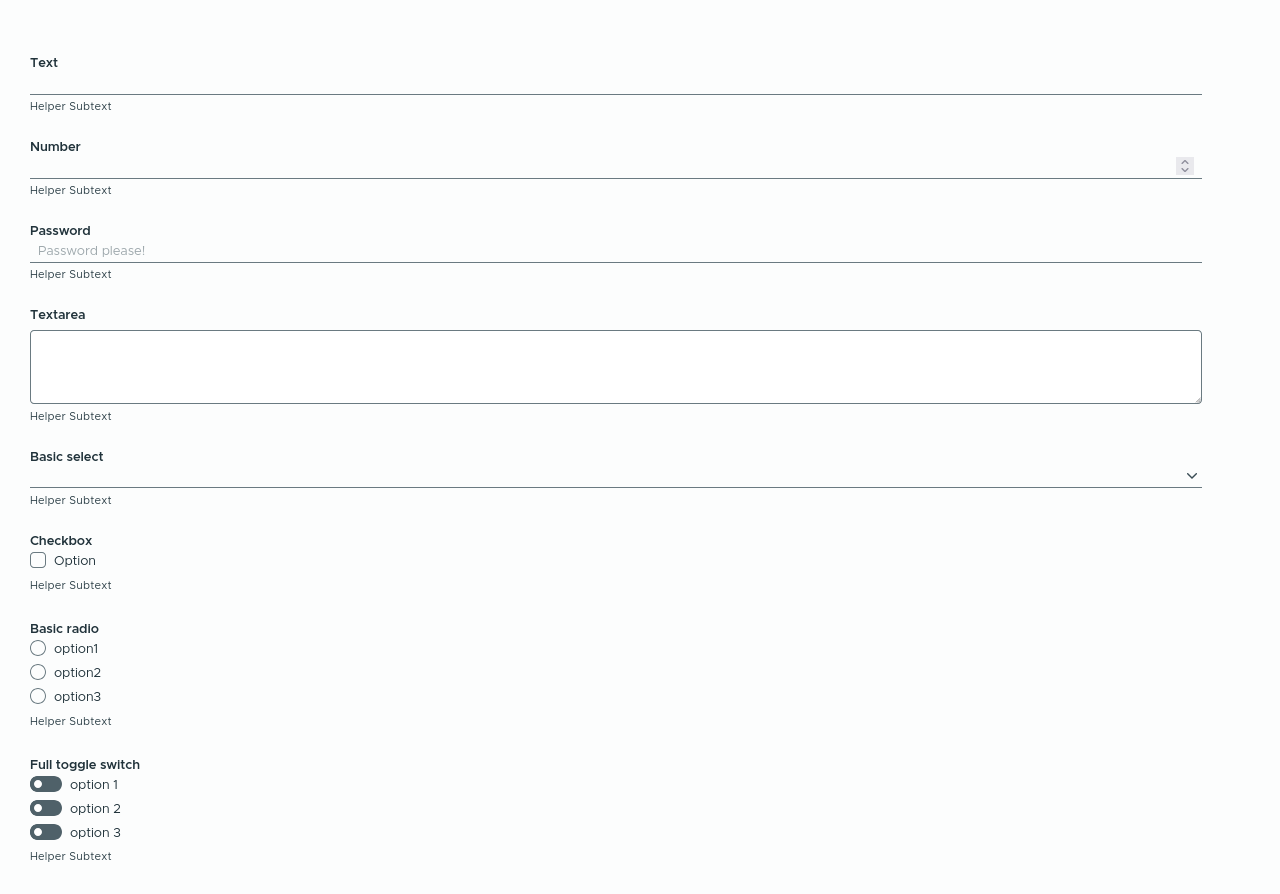 Text
Helper Subtext
Number
Helper Subtext
Password
Password please!
Helper Subtext
Textarea
Helper Subtext
Basic select
Helper Subtext
Checkbox
Option
Helper Subtext
Basic radio
option1
option2
option3
Helper Subtext
Full toggle switch
option 1
option 2
option 3
Helper Subtext